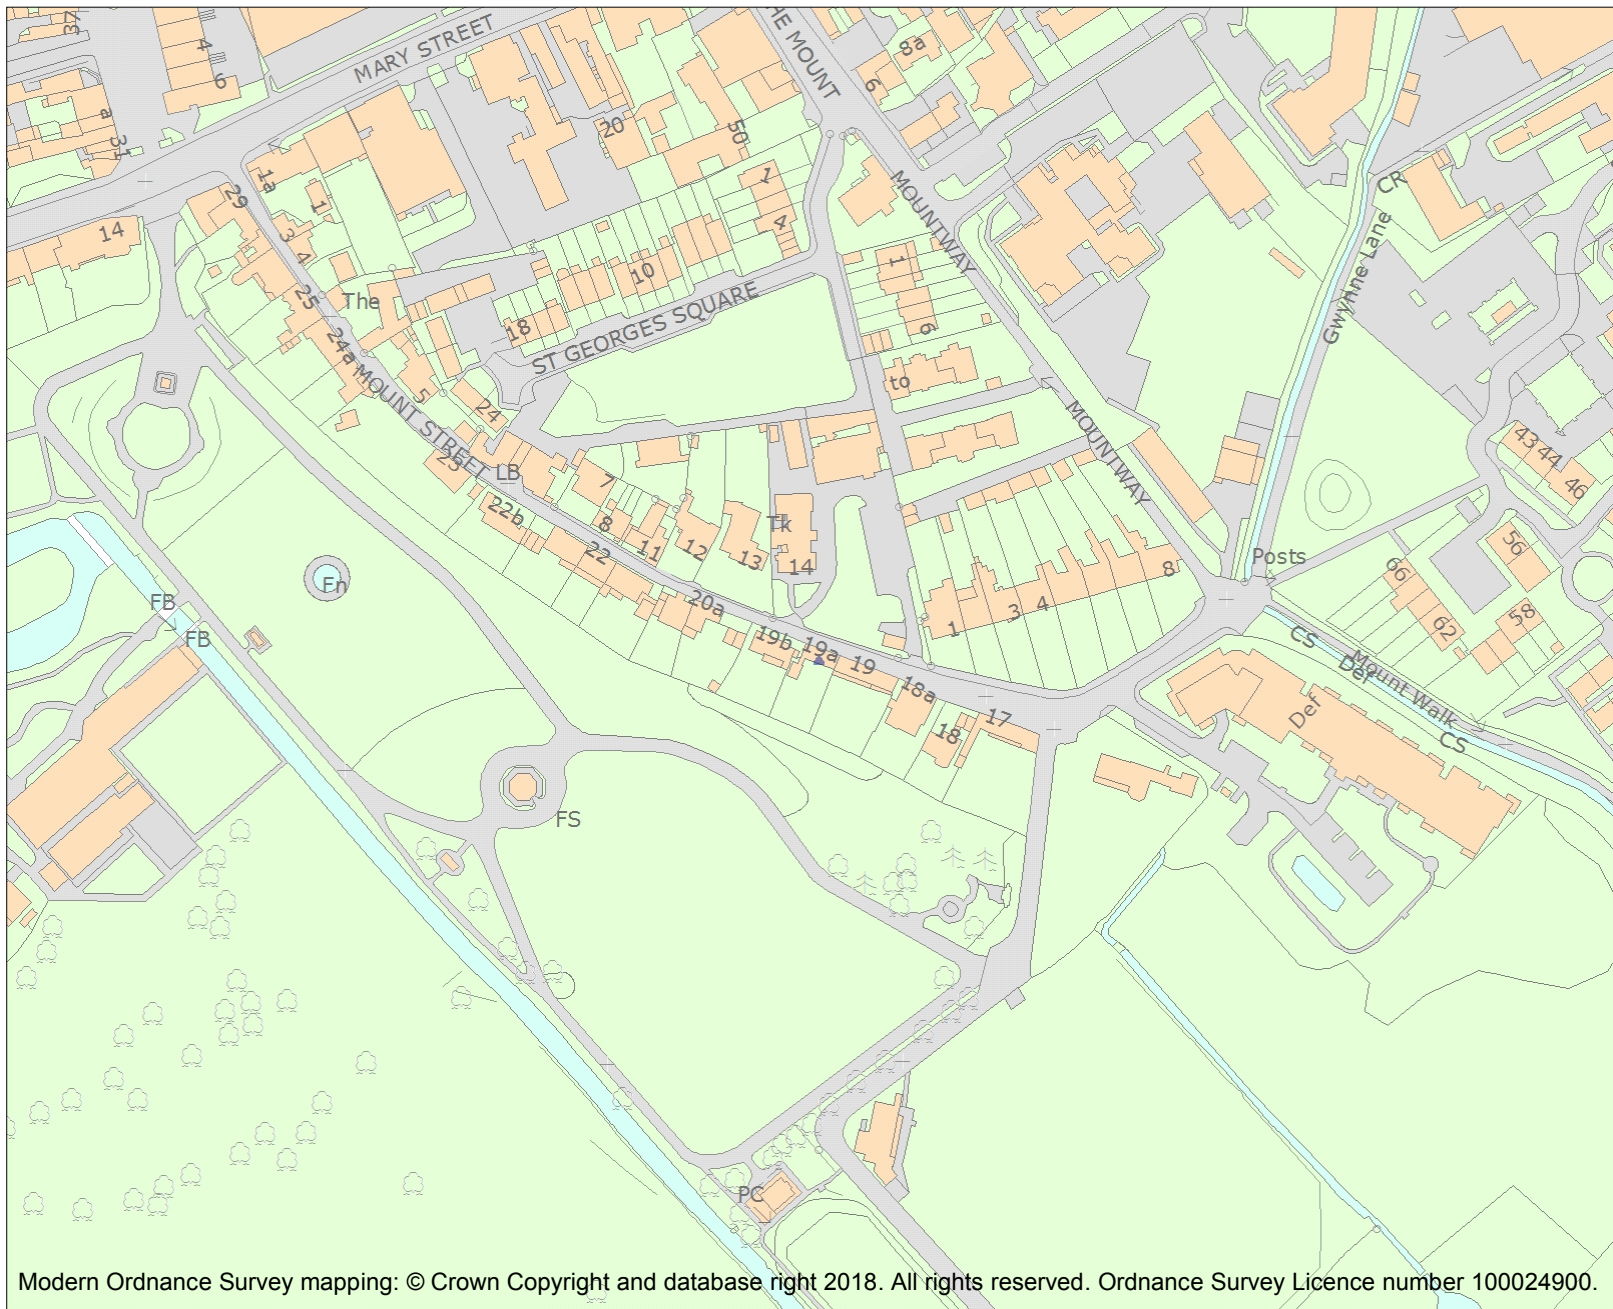 37
4
6
MARY STREET
HE MOUNT
8a
6
a
31
20
50
1a
29
1
1
4
MOUNTWAY
CR
14
3
4
25
The
10
18
ST GEORGES SQUARE
1
6
Gwynne Lane
24a
MOUNT STREET
5
24
to
MOUNTWAY
23
LB
7
22b
8
11
22
12
13
Tk
14
43
44
46
56
Posts
66
Fn
FB
FB
20a
19b
19a
19
18a
18
17
1
3
4
8
58
62
CS
Def
Mount Walk
Def
CS
FS
PC
Modern Ordnance Survey mapping: © Crown Copyright and database right 2018. All rights reserved. Ordnance Survey Licence number 100024900.